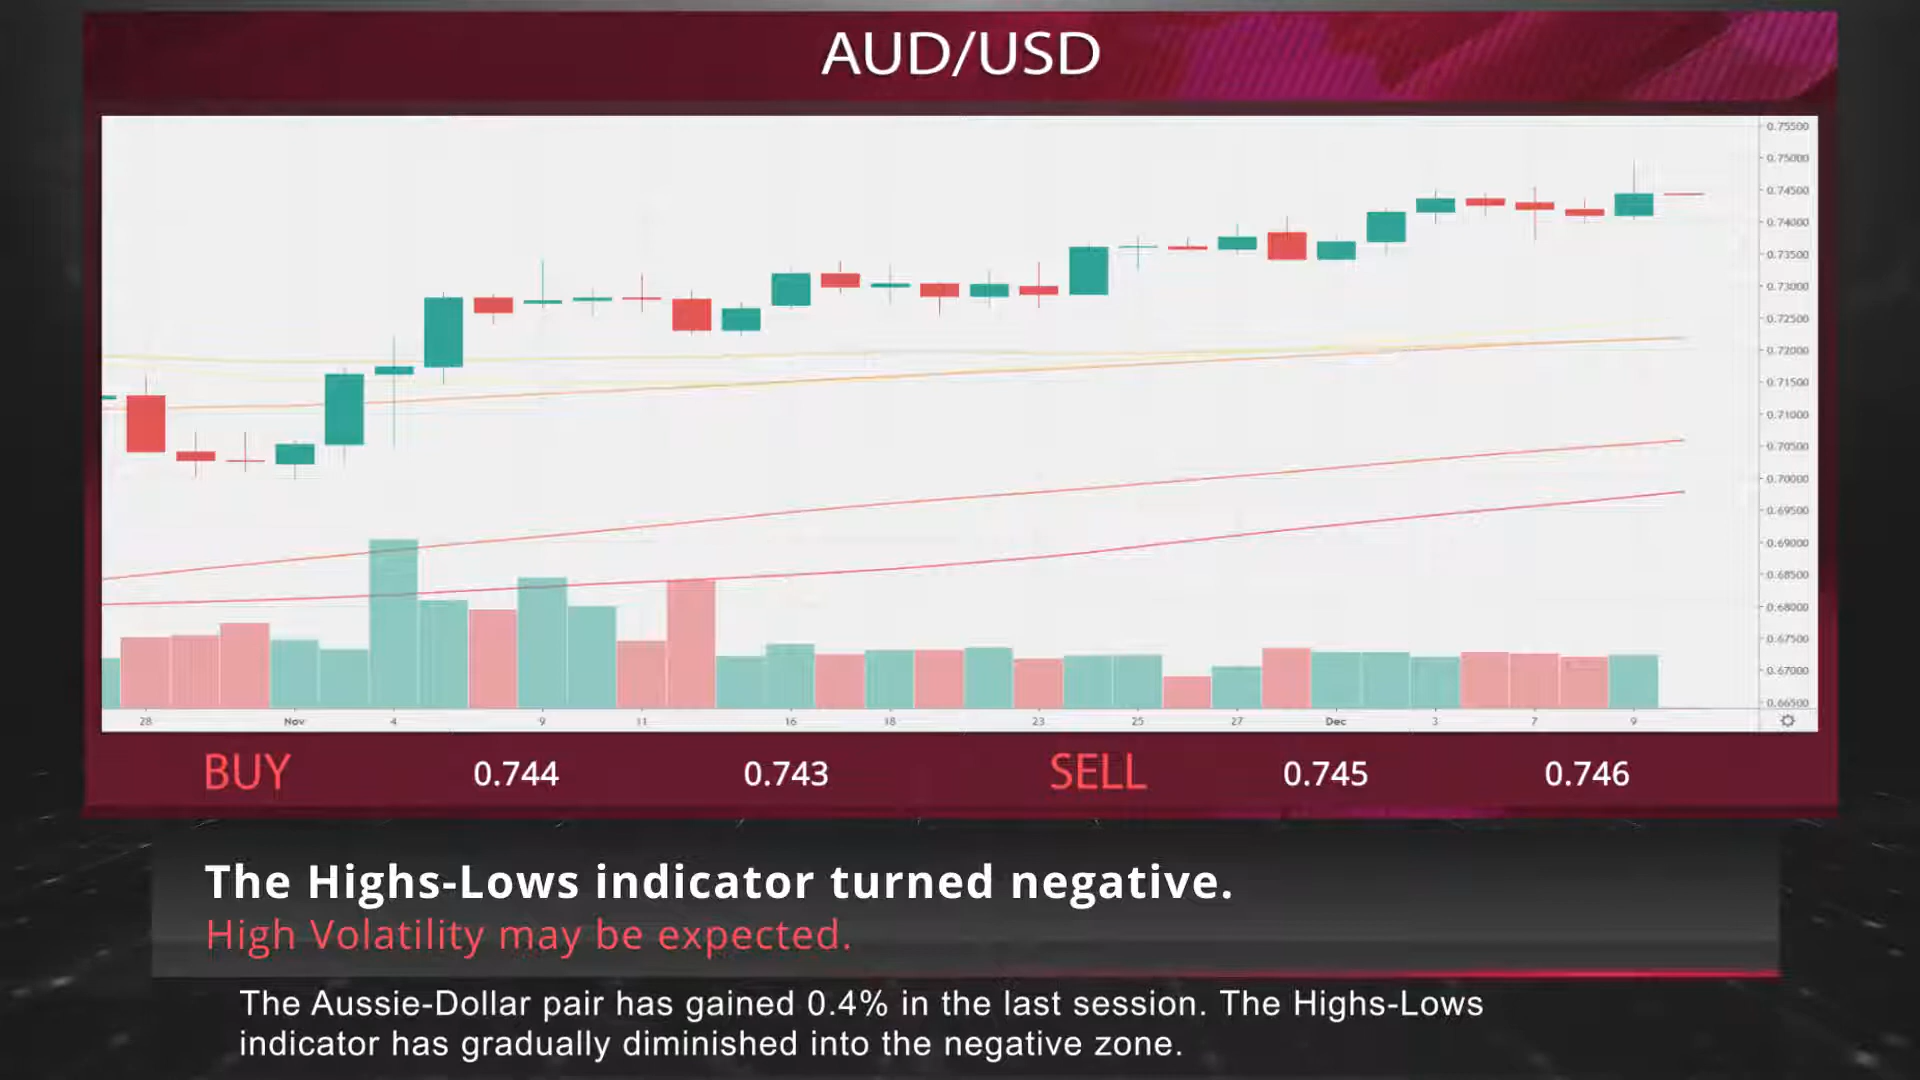 AUD/USD
0.75500
0.75000
0.74500
0.74000
0.73500
0.73000
0.72500
0.72000
0.71500
0.71000
0.70500
0.70000
0.69500
0.69000
0.68500
0.68000
0.67500
0.67000
0.66500
28 Nov 4 9 11 16 18 23 25 27 Dec 3 7 9
BUY 0.744 0.743 SELL 0.745 0.746
The Highs-Lows indicator turned negative.
High Volatility may be expected.
The Aussie-Dollar pair has gained 0.4% in the last session. The Highs-Lows
indicator has gradually diminished into the negative zone.